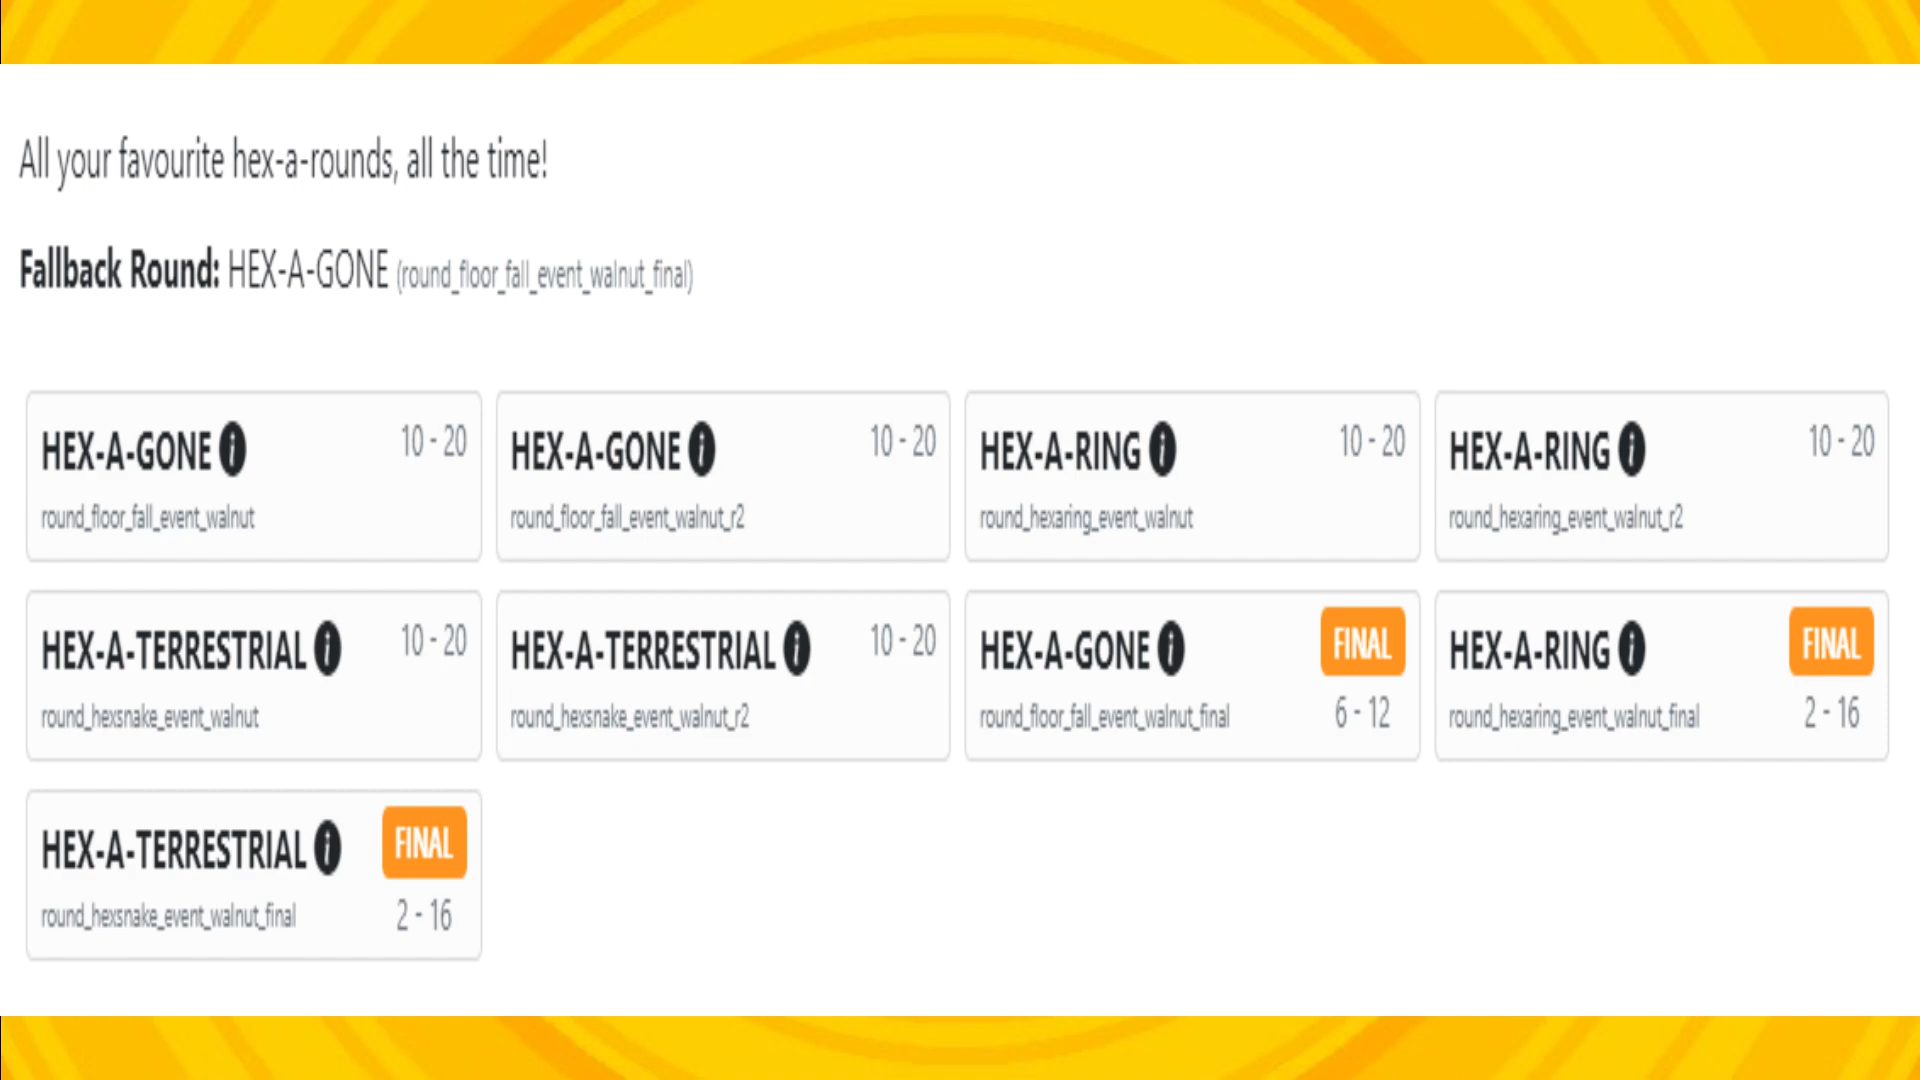 All your favourite hex-a-rounds, all the time!
Fallback Round: HEX-A-GONE (round_floor_fall_event_walnut_final)
HEX-A-GONE i 10 - 20
round_floor_fall_event_walnut
HEX-A-GONE i 10 - 20
round_floor_fall_event_walnut_r2
HEX-A-RING i 10 - 20
round_hexaring_event_walnut
HEX-A-RING i 10 - 20
round_hexaring_event_walnut_r2
HEX-A-TERRESTRIAL i 10 - 20
round_hexsnake_event_walnut
HEX-A-TERRESTRIAL i 10 - 20
round_hexsnake_event_walnut_r2
HEX-A-GONE i FINAL
round_floor_fall_event_walnut_final 6 - 12
HEX-A-RING i FINAL
round_hexaring_event_walnut_final 2 - 16
HEX-A-TERRESTRIAL i FINAL
round_hexsnake_event_walnut_final 2 - 16